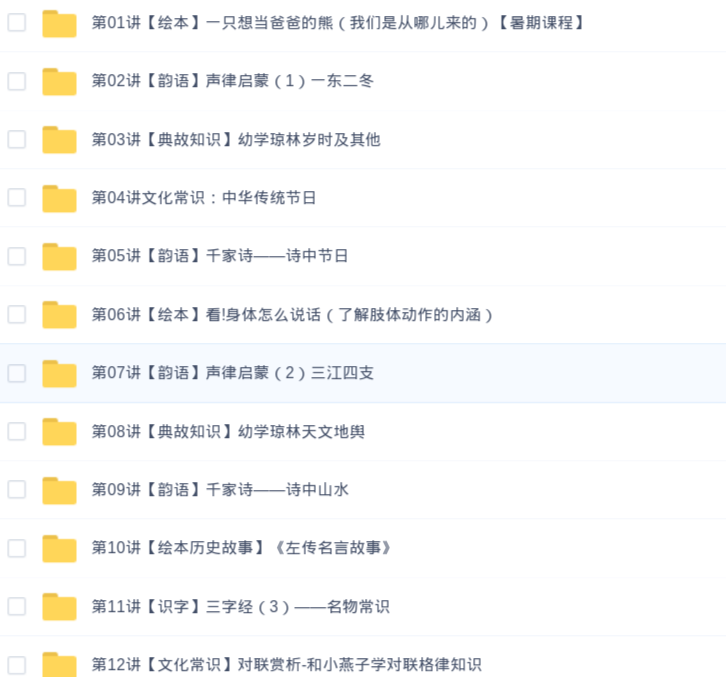 第01讲【绘本】一只想当爸爸的熊（我们是从哪儿来的）【暑期课程】
第02讲【韵语】声律启蒙（1）一东二冬
第03讲【典故知识】幼学琼林岁时及其他
第04讲文化常识：中华传统节日
第05讲【韵语】千家诗——诗中节日
第06讲【绘本】看!身体怎么说话（了解肢体动作的内涵）
第07讲【韵语】声律启蒙（2）三江四支
第08讲【典故知识】幼学琼林天文地舆
第09讲【韵语】千家诗——诗中山水
第10讲【绘本历史故事】《左传名言故事》
第11讲【识字】三字经（3）——名物常识
第12讲【文化常识】对联赏析-和小燕子学对联格律知识